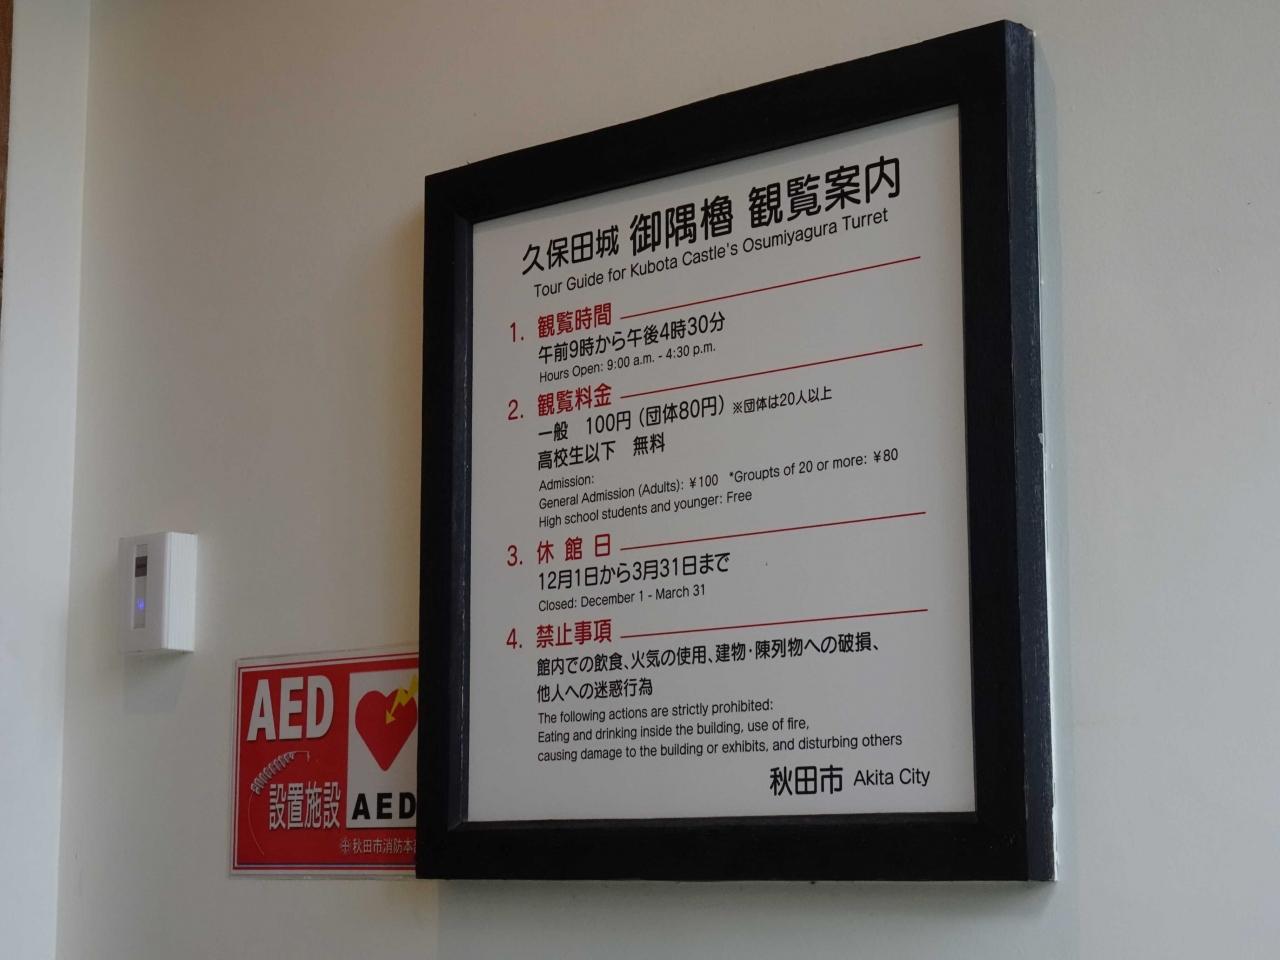 久保田城 御隅櫓 観覧案内
Tour Guide for Kubota Castle's Osumiyagura Turret
1. 観覧時間
午前9時から午後4時30分
Hours Open: 9:00 a.m. - 4:30 p.m.
2. 観覧料金
一般 100円 (団体80円) ※団体は20人以上
高校生以下 無料
Admission:
General Admission (Adults): ¥100 *Groupts of 20 or more: ¥80
High school students and younger: Free
3. 休館日
12月1日から3月31日まで
Closed: December 1 - March 31
4. 禁止事項
館内での飲食、火気の使用、建物・陳列物への破損、
他人への迷惑行為
The following actions are strictly prohibited:
Eating and drinking inside the building, use of fire,
causing damage to the building or exhibits, and disturbing others
秋田市 Akita City
AED
設置施設
AED
秋田市消防本